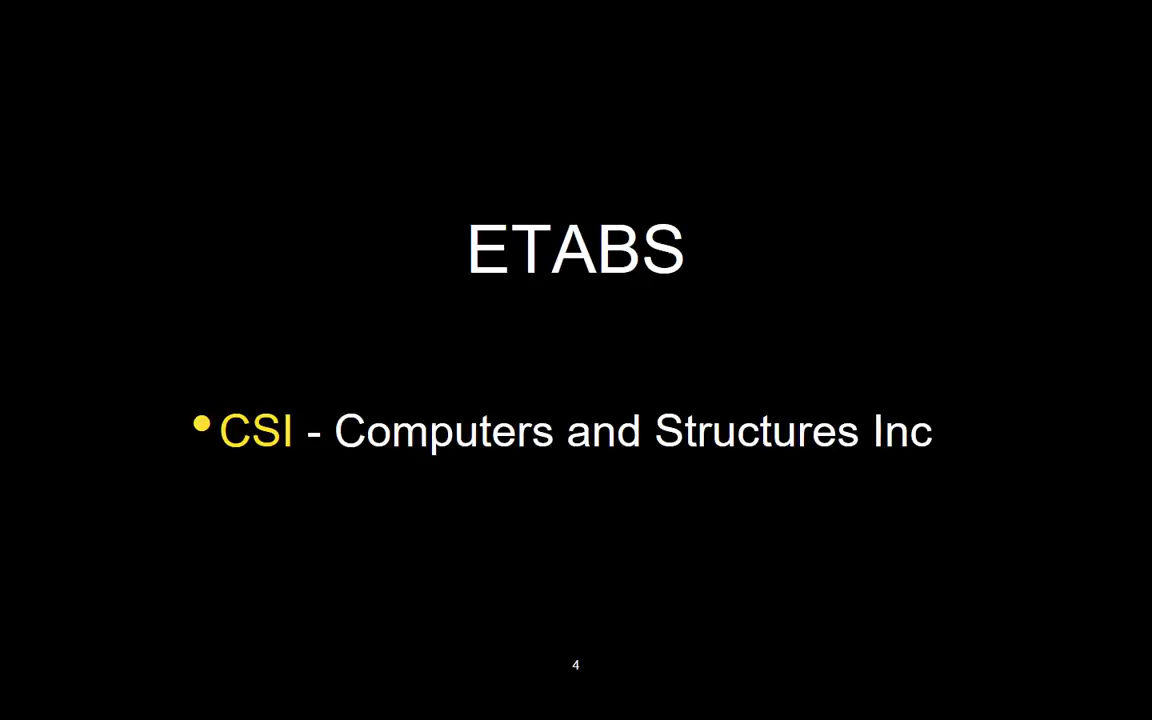 ETABS
•CSI - Computers and Structures Inc
4